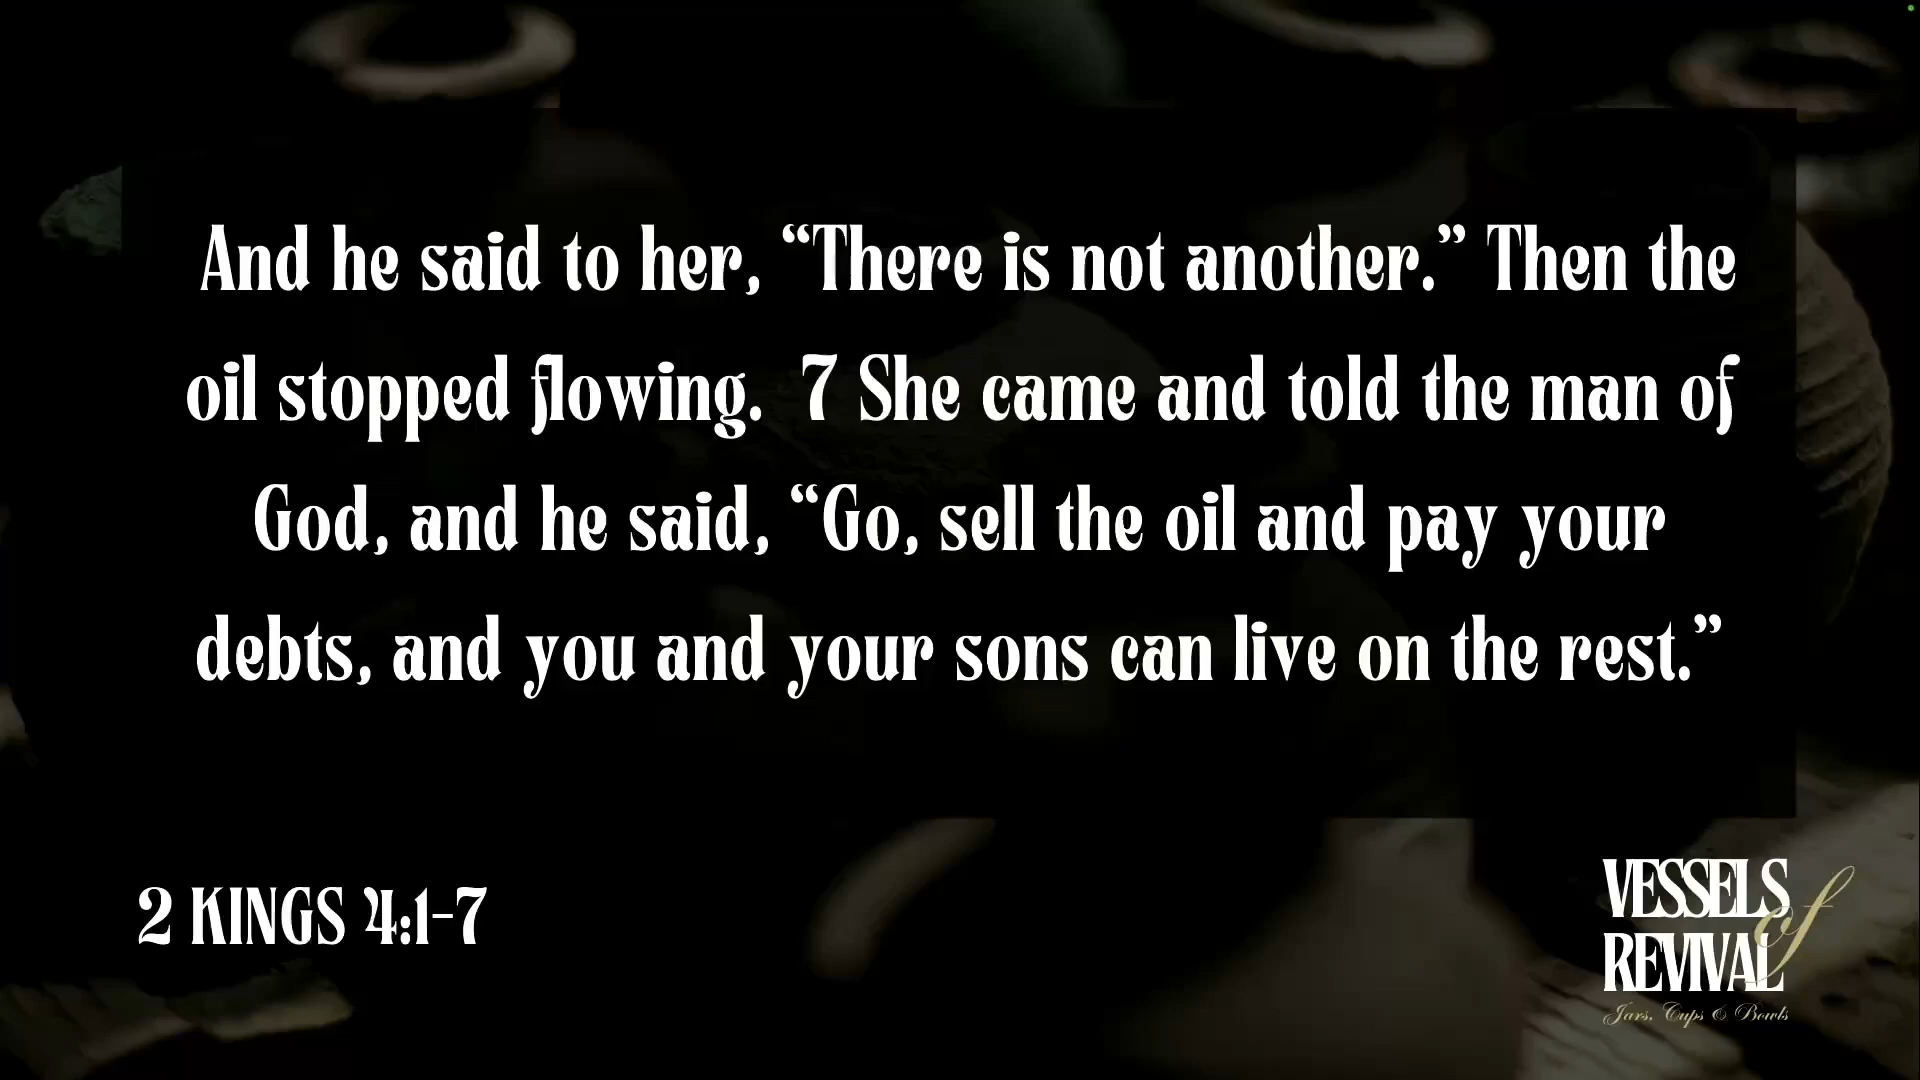 And he said to her, “There is not another.” Then the
oil stopped flowing.  7 She came and told the man of
God, and he said, “Go, sell the oil and pay your
debts, and you and your sons can live on the rest.”
2 KINGS 4:1-7
VESSELS
of
REVIVAL
Jars, Cups & Bowls